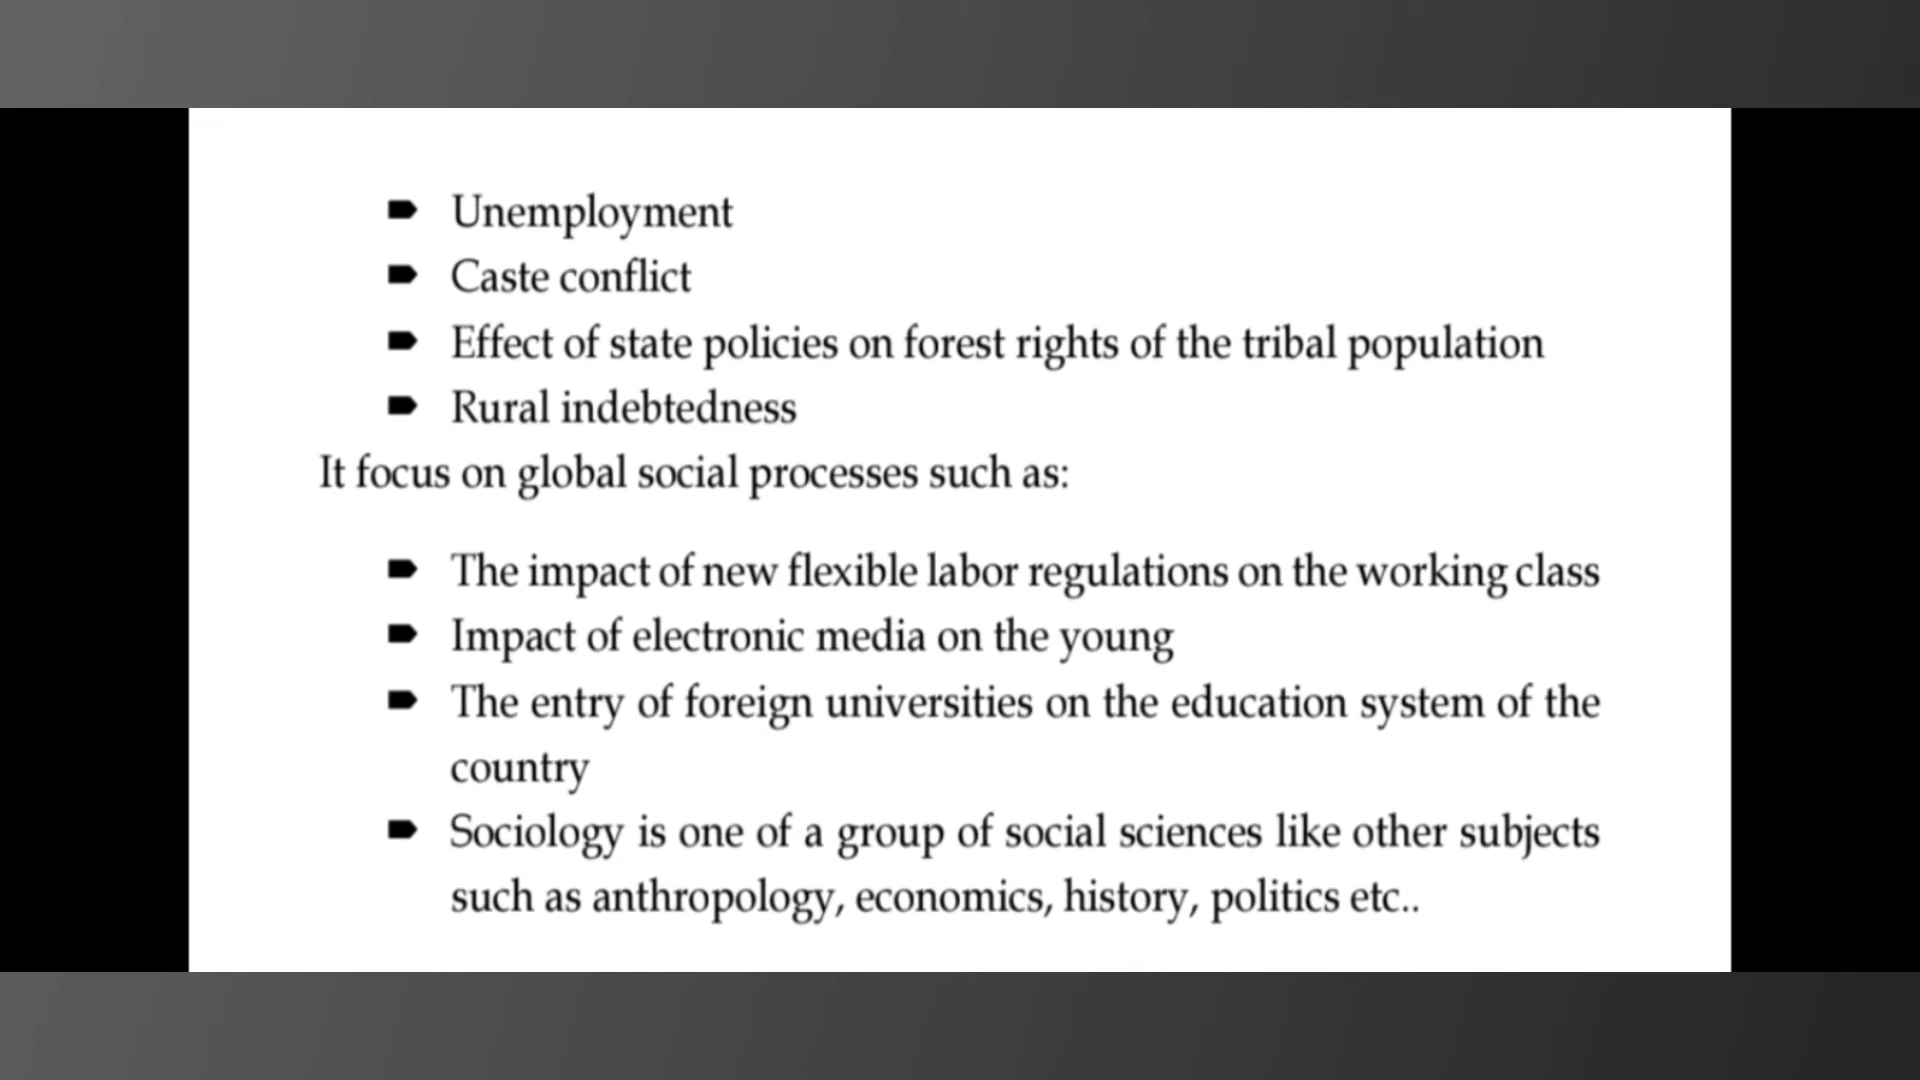 Unemployment
Caste conflict
Effect of state policies on forest rights of the tribal population
Rural indebtedness
It focus on global social processes such as:
The impact of new flexible labor regulations on the working class
Impact of electronic media on the young
The entry of foreign universities on the education system of the
country
Sociology is one of a group of social sciences like other subjects
such as anthropology, economics, history, politics etc..